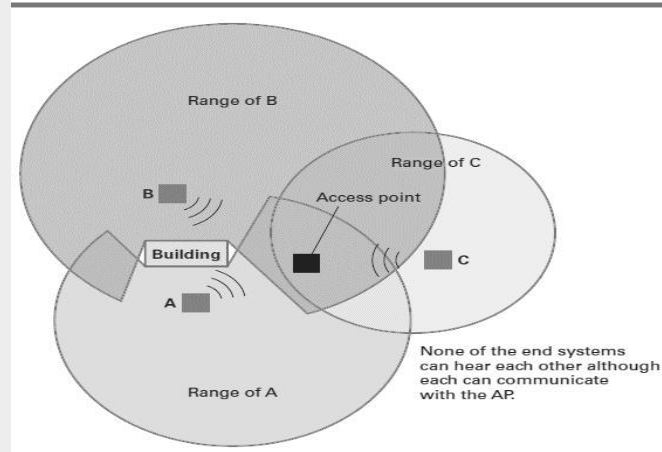 Range of B
Range of C
B
Access point
Building
C
A
None of the end systems
can hear each other although
each can communicate
with the AP.
Range of A